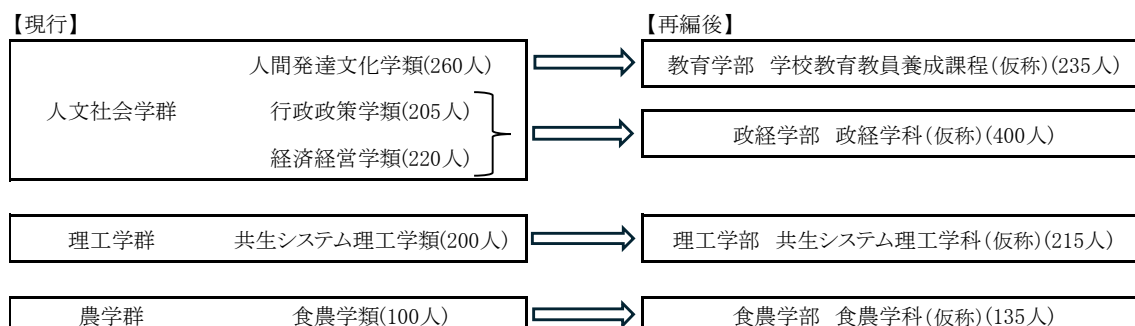 【現行】
【再編後】
人間発達文化学類(260人)
教育学部 学校教育教員養成課程(仮称)(235人)
人文社会学群
行政政策学類(205人)
政経学部 政経学科(仮称)(400人)
経済経営学類(220人)
理工学群 共生システム理工学類(200人)
理工学部 共生システム理工学科(仮称)(215人)
農学群 食農学類(100人)
食農学部 食農学科(仮称)(135人)